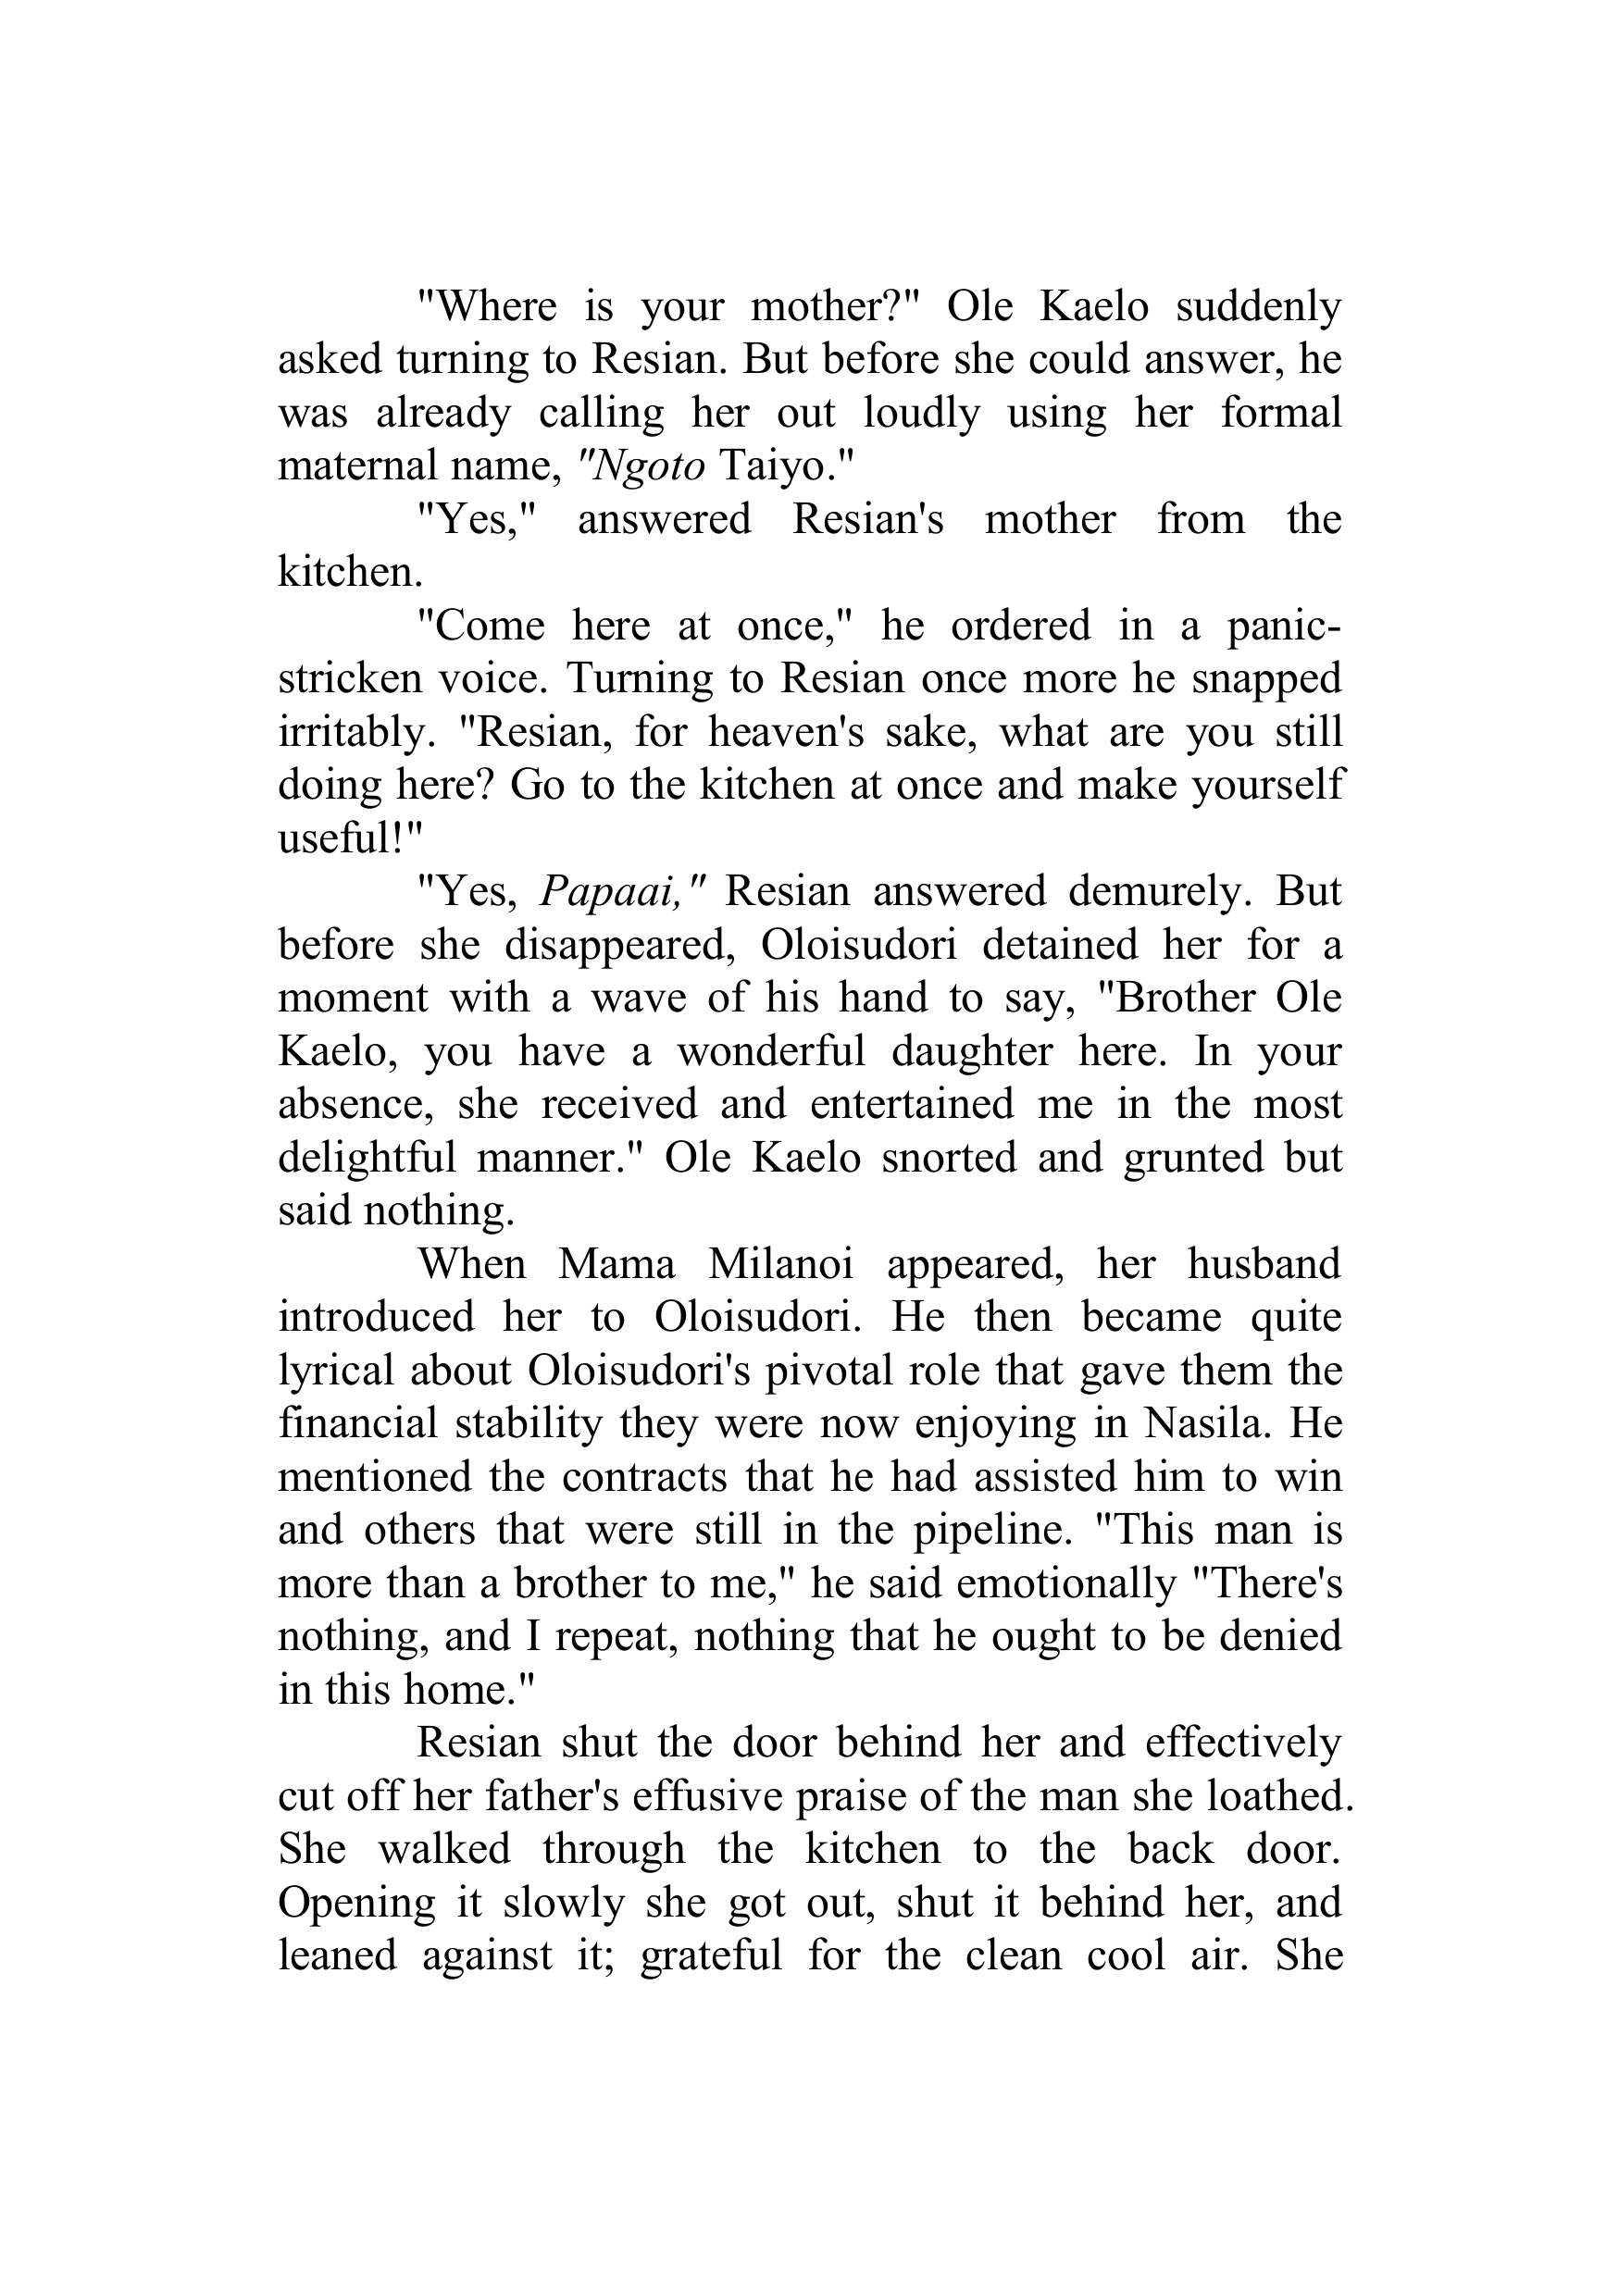 "Where is your mother?" Ole Kaelo suddenly
asked turning to Resian. But before she could answer, he
was already calling her out loudly using her formal
maternal name, "Ngoto Taiyo."
"Yes," answered Resian's mother from the
kitchen.
"Come here at once," he ordered in a panic-
stricken voice. Turning to Resian once more he snapped
irritably. "Resian, for heaven's sake, what are you still
doing here? Go to the kitchen at once and make yourself
useful!"
"Yes, Papaai," Resian answered demurely. But
before she disappeared, Oloisudori detained her for a
moment with a wave of his hand to say, "Brother Ole
Kaelo, you have a wonderful daughter here. In your
absence, she received and entertained me in the most
delightful manner." Ole Kaelo snorted and grunted but
said nothing.
When Mama Milanoi appeared, her husband
introduced her to Oloisudori. He then became quite
lyrical about Oloisudori's pivotal role that gave them the
financial stability they were now enjoying in Nasila. He
mentioned the contracts that he had assisted him to win
and others that were still in the pipeline. "This man is
more than a brother to me," he said emotionally "There's
nothing, and I repeat, nothing that he ought to be denied
in this home."
Resian shut the door behind her and effectively
cut off her father's effusive praise of the man she loathed.
She walked through the kitchen to the back door.
Opening it slowly she got out, shut it behind her, and
leaned against it; grateful for the clean cool air. She